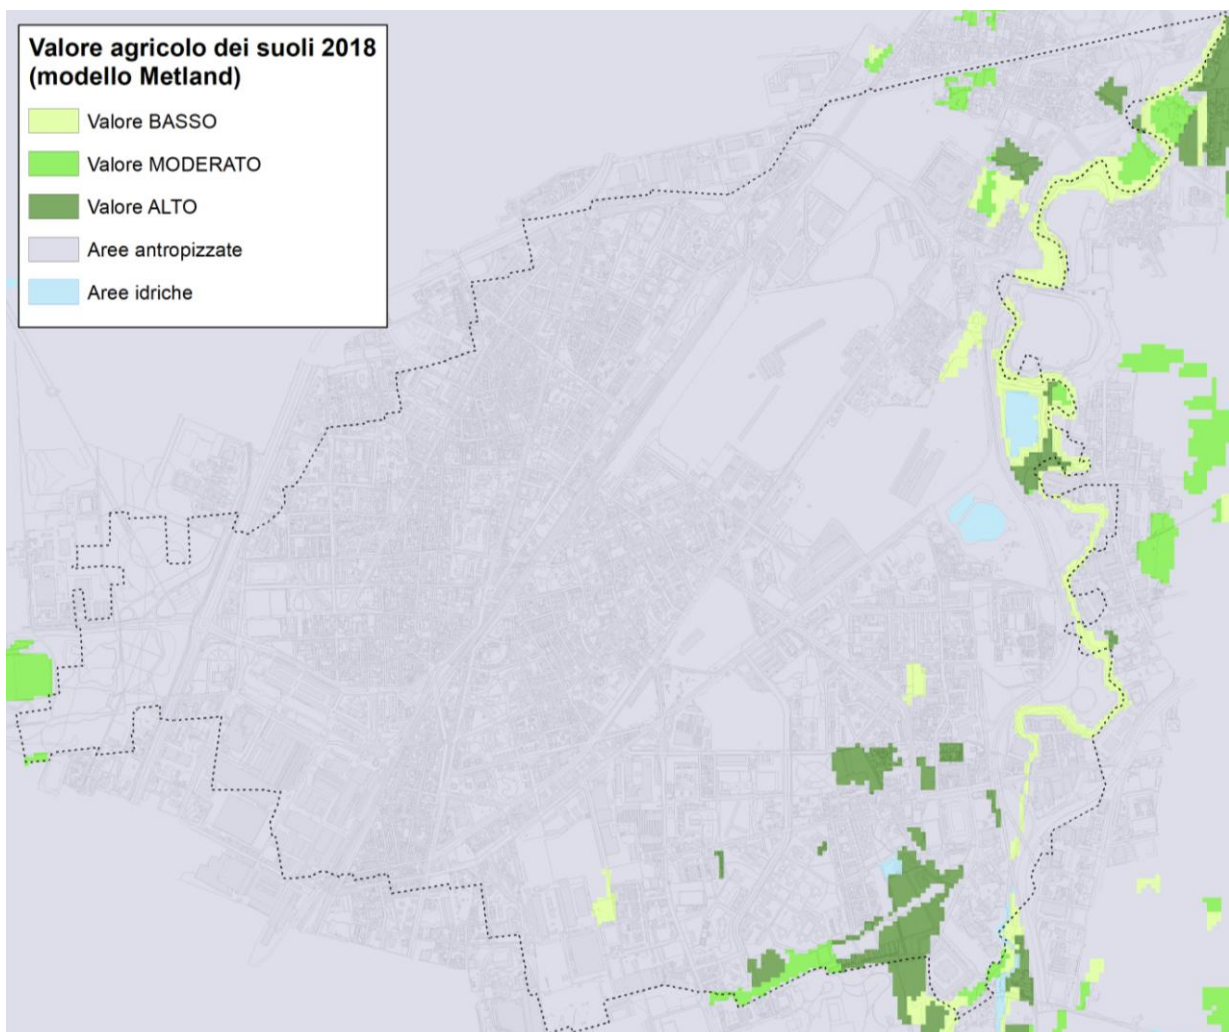 Valore agricolo dei suoli 2018
(modello Metland)
Valore BASSO
Valore MODERATO
Valore ALTO
Aree antropizzate
Aree idriche